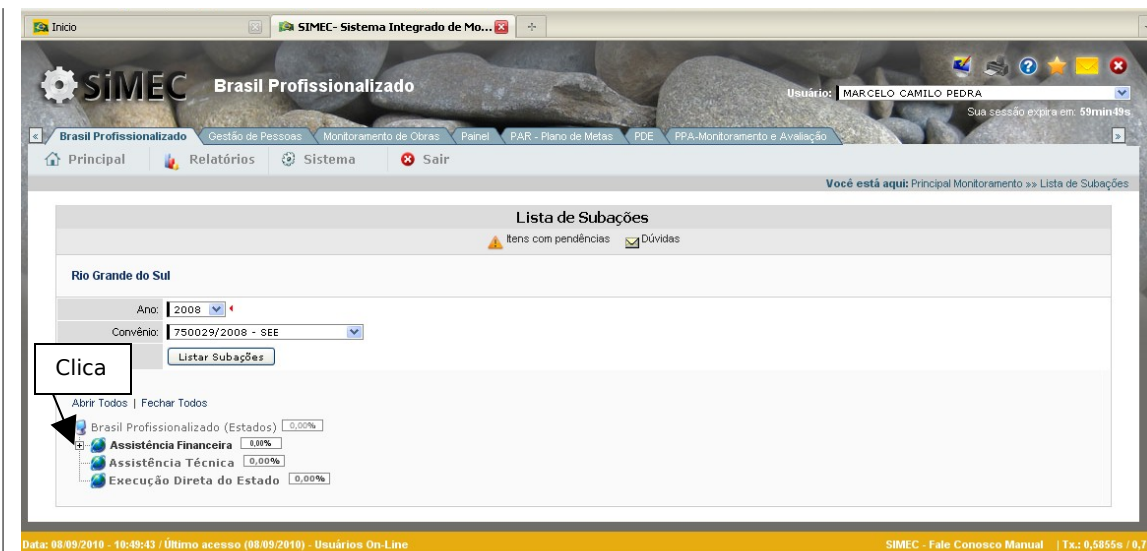 Inicio SIMEC- Sistema Integrado de Mo...
SiMEC Brasil Profissionalizado
Usuário: MARCELO CAMILO PEDRA
Sua sessão expira em: 59min49s
Brasil Profissionalizado Gestão de Pessoas Monitoramento de Obras Painel PAR - Plano de Metas PDE PPA-Monitoramento e Avaliação
Principal Relatórios Sistema Sair
Você está aqui: Principal Monitoramento »» Lista de Subações
Lista de Subações
Itens com pendências Dúvidas
Rio Grande do Sul
Ano: 2008
Convênio: 750029/2008 - SEE
Listar Subações
Clica
Abrir Todos | Fechar Todos
Brasil Profissionalizado (Estados) 0,00%
Assistência Financeira 0,00%
Assistência Técnica 0,00%
Execução Direta do Estado 0,00%
Data: 08/09/2010 - 10:49:43 / Último acesso (08/09/2010) - Usuários On-Line SIMEC - Fale Conosco Manual | Tx.: 0,5855s / 0,7